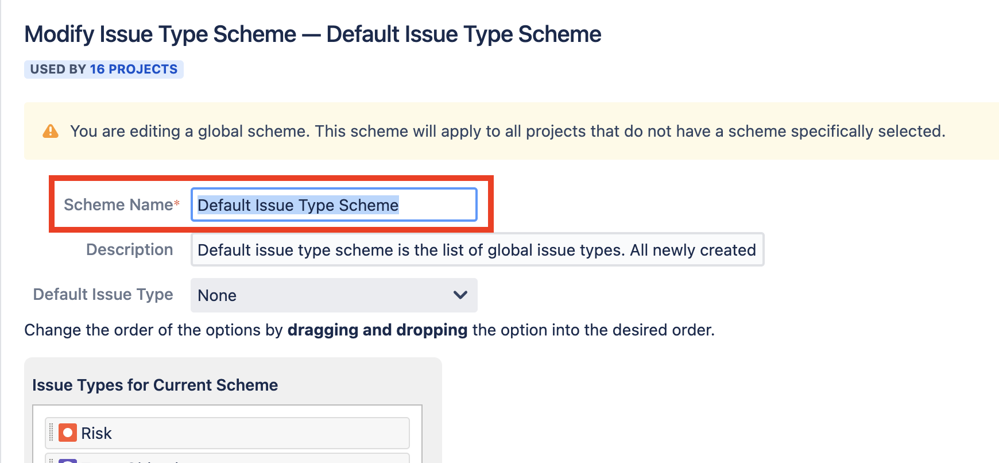 Modify Issue Type Scheme — Default Issue Type Scheme
USED BY 16 PROJECTS
You are editing a global scheme. This scheme will apply to all projects that do not have a scheme specifically selected.
Scheme Name* Default Issue Type Scheme
Description Default issue type scheme is the list of global issue types. All newly created
Default Issue Type None
Change the order of the options by dragging and dropping the option into the desired order.
Issue Types for Current Scheme
Risk